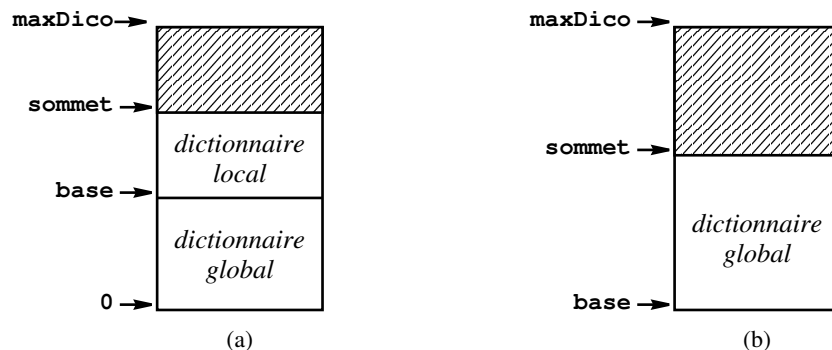 maxDico
sommet
dictionnaire
local
base
dictionnaire
global
0
(a)
maxDico
sommet
dictionnaire
global
base
(b)